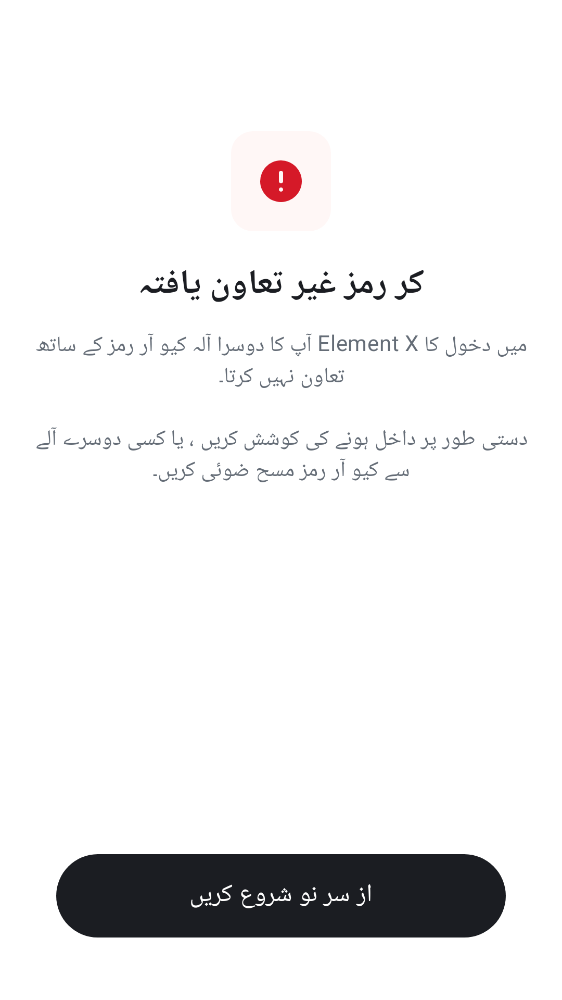 کر رمز غیر تعاون یافتہ
میں دخول کا Element X آپ کا دوسرا آلہ کیو آر رمز کے ساتھ
تعاون نہیں کرتا۔
دستی طور پر داخل ہونے کی کوشش کریں ، یا کسی دوسرے آلے
سے کیو آر رمز مسح ضوئی کریں۔
از سر نو شروع کریں